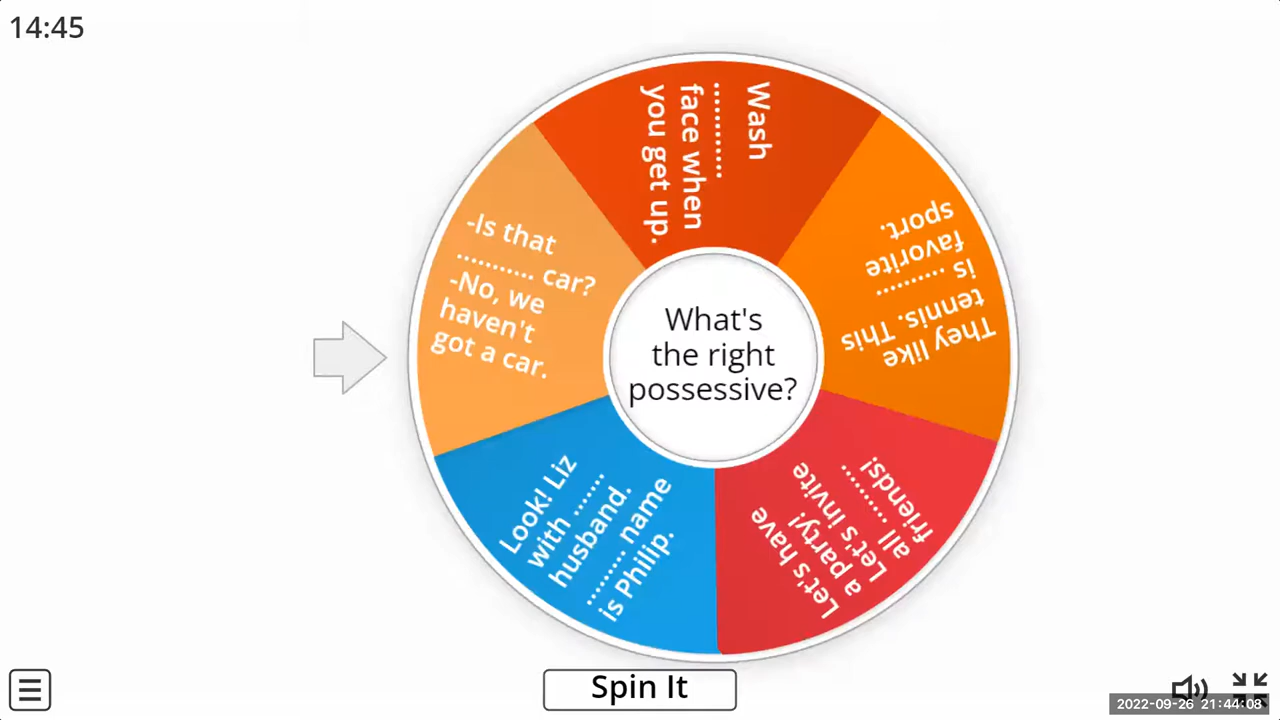 14:45
Wash
...........
face when
you get up.
They like
tennis. This
is ..........
favorite
sport.
-Is that
........... car?
-No, we
haven't
got a car.
What's
the right
possessive?
Look! Liz
with ........
husband.
......... name
is Philip.
Let's have
a party!
Let's invite
all ..........
friends!
Spin It
2022-09-26 21:44:08